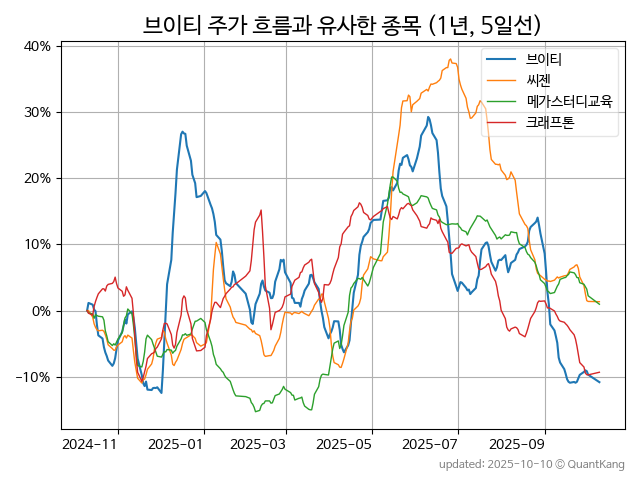 브이티 주가 흐름과 유사한 종목 (1년, 5일선)
브이티
씨젠
메가스터디교육
크래프톤
40%
30%
20%
10%
0%
−10%
2024-11
2025-01
2025-03
2025-05
2025-07
2025-09
updated: 2025-10-10 © QuantKang